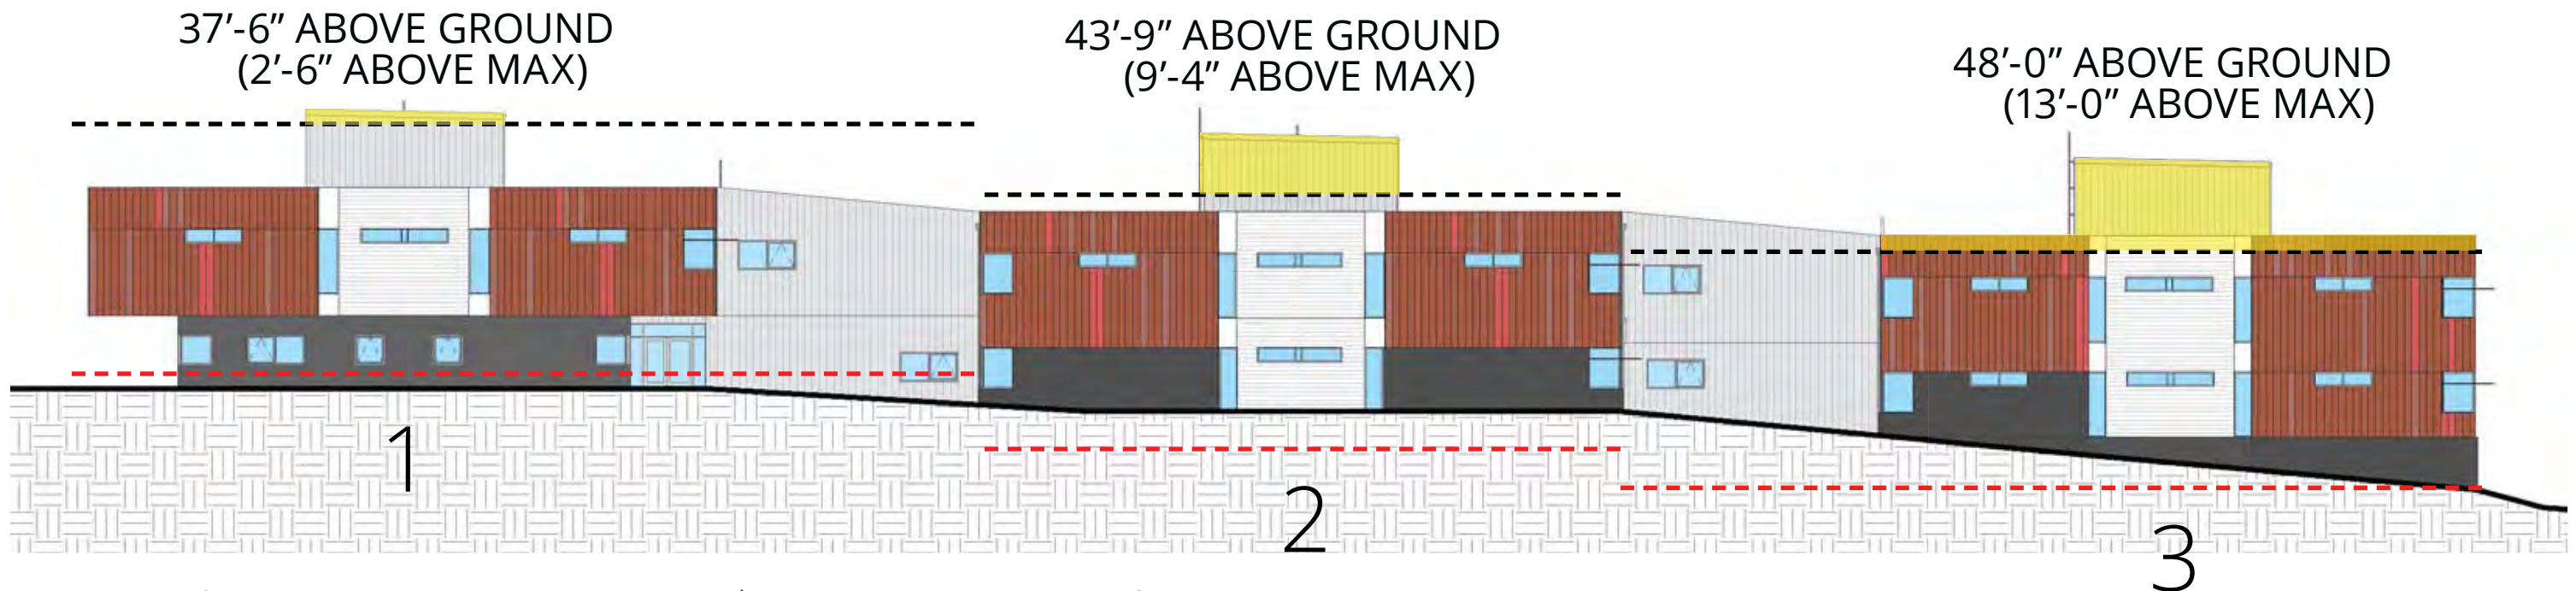 37’-6” ABOVE GROUND
(2’-6” ABOVE MAX)
43’-9” ABOVE GROUND
(9’-4” ABOVE MAX)
48’-0” ABOVE GROUND
(13’-0” ABOVE MAX)
1
2
3